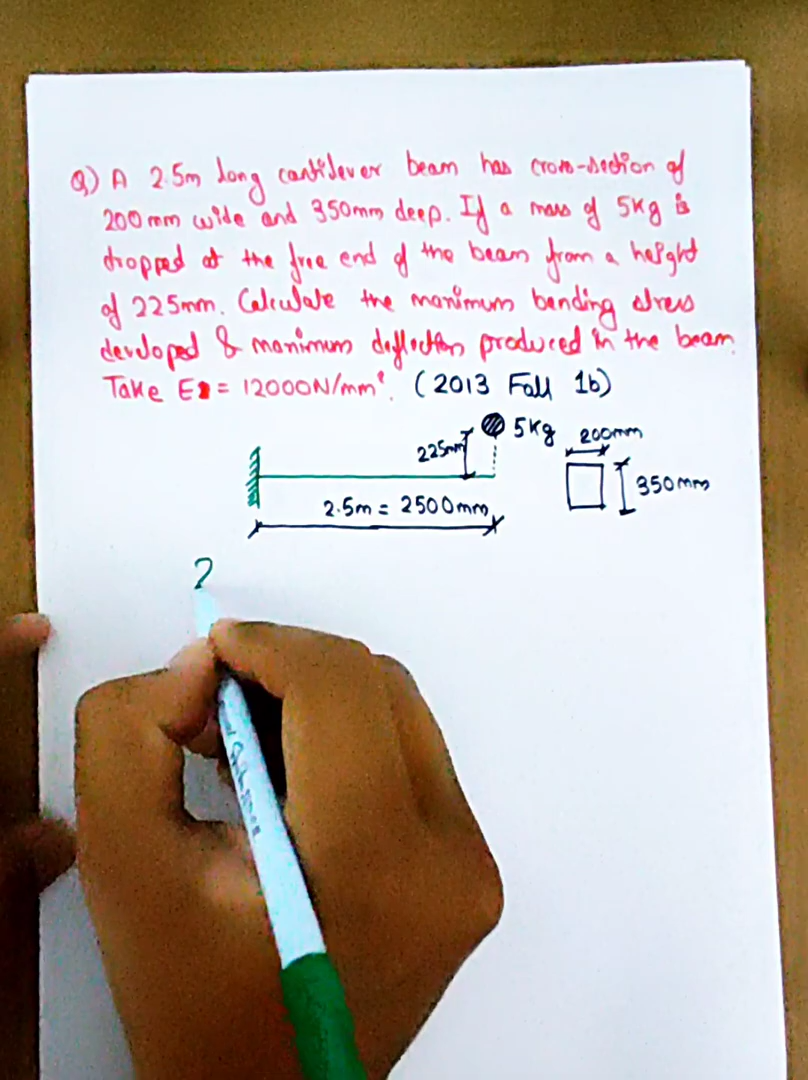 Q) A 2.5m long cantilever beam has cross-section of
200mm wide and 350mm deep. If a mass of 5Kg is
dropped at the free end of the beam from a height
of 225mm. Calculate the maximum bending stress
developed & maximum deflection produced in the beam.
Take E = 12000N/mm². (2013 Fall 1b)
5Kg
200mm
225mm
350mm
2.5m = 2500mm
2